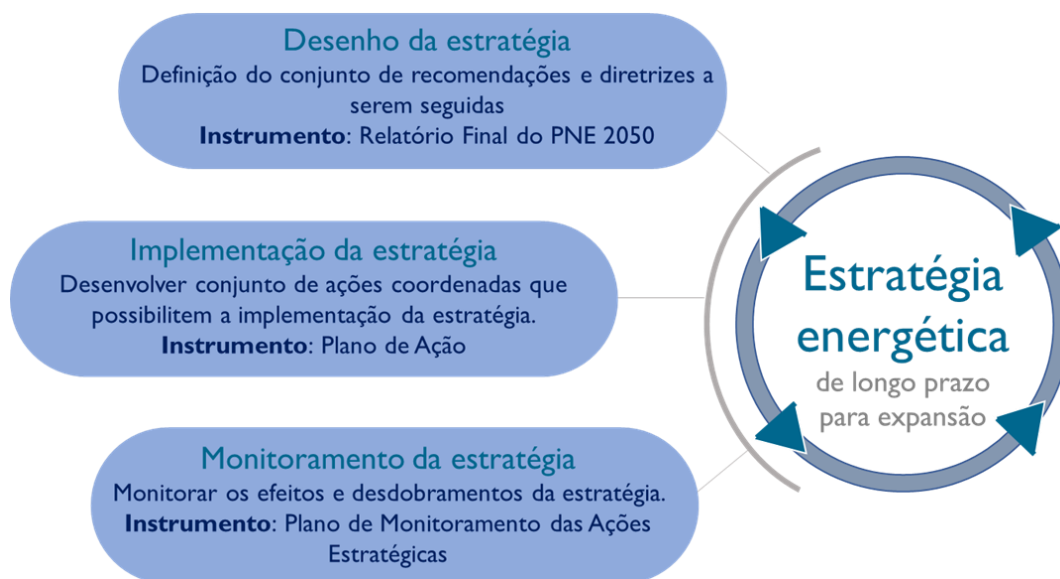 Desenho da estratégia
Definição do conjunto de recomendações e diretrizes a
serem seguidas
Instrumento: Relatório Final do PNE 2050
Implementação da estratégia
Desenvolver conjunto de ações coordenadas que
possibilitem a implementação da estratégia.
Instrumento: Plano de Ação
Monitoramento da estratégia
Monitorar os efeitos e desdobramentos da estratégia.
Instrumento: Plano de Monitoramento das Ações
Estratégicas
Estratégia
energética
de longo prazo
para expansão